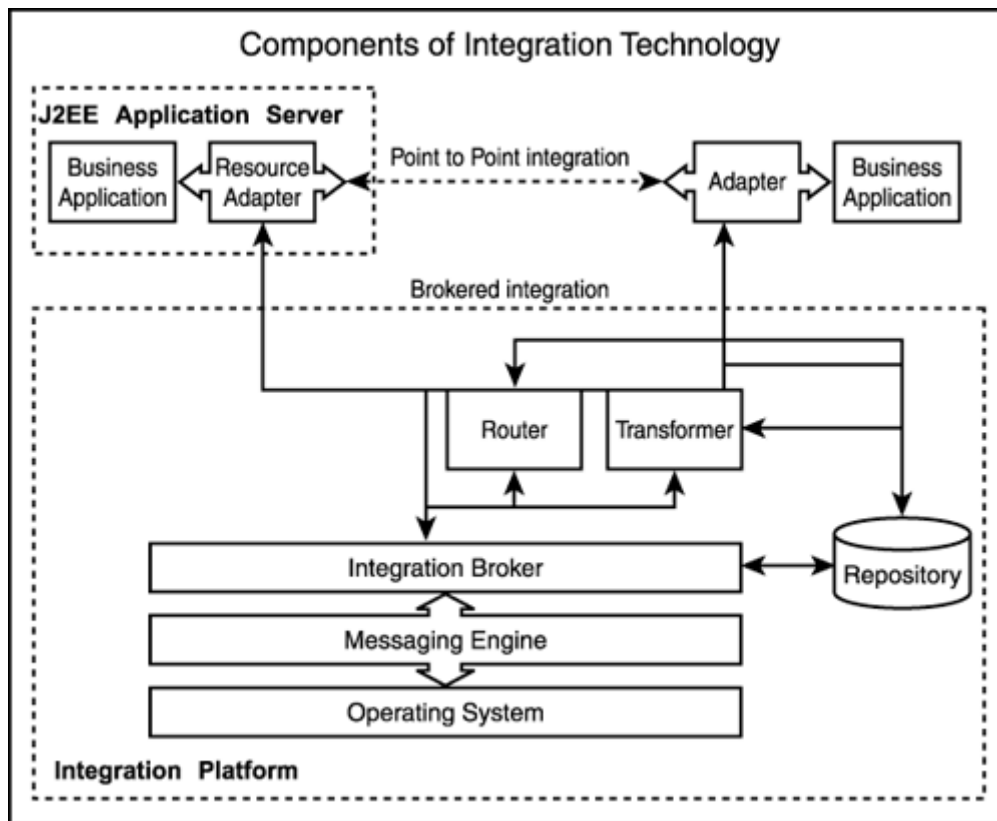 Components of Integration Technology
J2EE Application Server
Business
Application
Resource
Adapter
Point to Point integration
Adapter
Business
Application
Brokered integration
Router
Transformer
Integration Broker
Repository
Messaging Engine
Operating System
Integration Platform